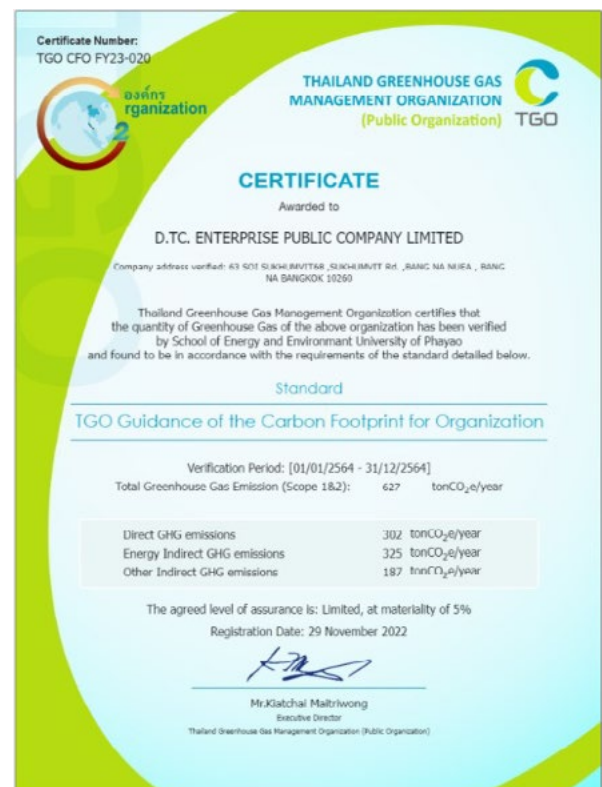 Certificate Number:
TGO CFO FY23-020
องค์กร
rganization
2
THAILAND GREENHOUSE GAS
MANAGEMENT ORGANIZATION
(Public Organization)
TGO
CERTIFICATE
Awarded to
D.TC. ENTERPRISE PUBLIC COMPANY LIMITED
Company address verified: 63 SOI SUKHUMVIT68 ,SUKHUMVIT Rd. ,BANG NA NUEA , BANG
NA BANGKOK 10260
Thailand Greenhouse Gas Management Organization certifies that
the quantity of Greenhouse Gas of the above organization has been verified
by School of Energy and Environmant University of Phayao
and found to be in accordance with the requirements of the standard detailed below.
Standard
TGO Guidance of the Carbon Footprint for Organization
Verification Period: [01/01/2564 - 31/12/2564]
Total Greenhouse Gas Emission (Scope 1&2): 627 tonCO₂e/year
Direct GHG emissions 302 tonCO₂e/year
Energy Indirect GHG emissions 325 tonCO₂e/year
Other Indirect GHG emissions 187 tonCO₂e/year
The agreed level of assurance is: Limited, at materiality of 5%
Registration Date: 29 November 2022
Mr.Kiatchai Maitriwong
Executive Director
Thailand Greenhouse Gas Management Organization (Public Organization)